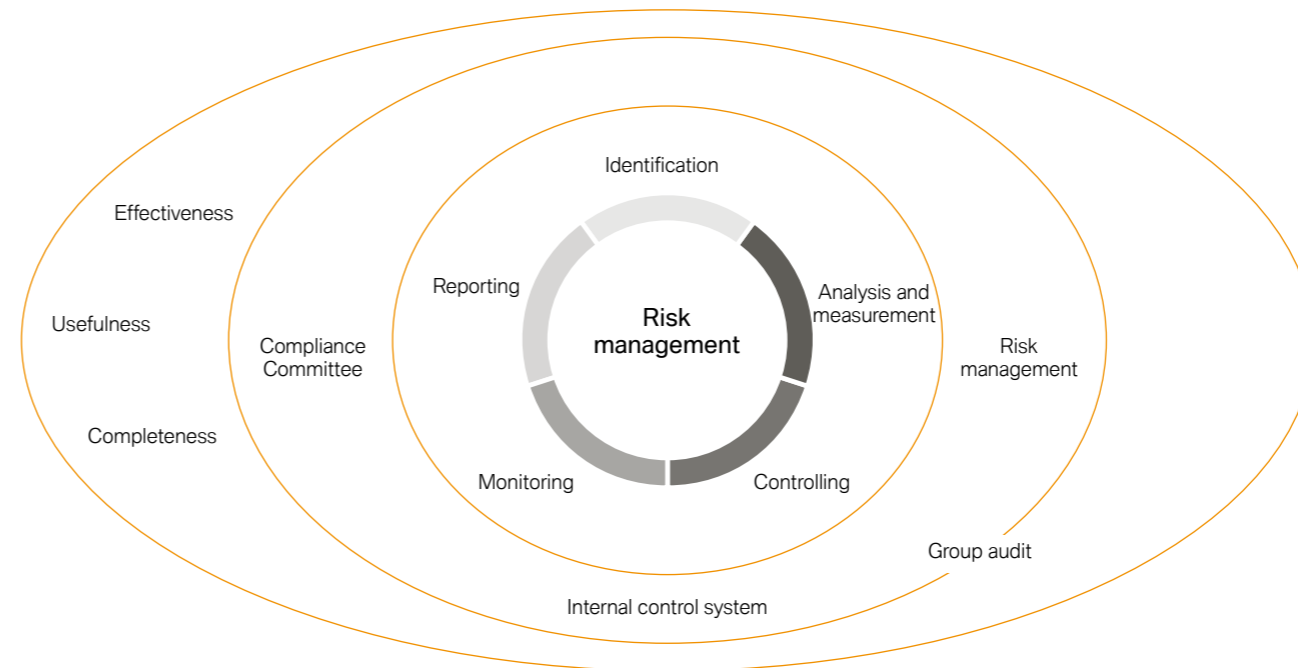 Identification
Effectiveness
Reporting
Analysis and
measurement
Risk
management
Usefulness
Compliance
Committee
Risk
management
Completeness
Monitoring
Controlling
Group audit
Internal control system